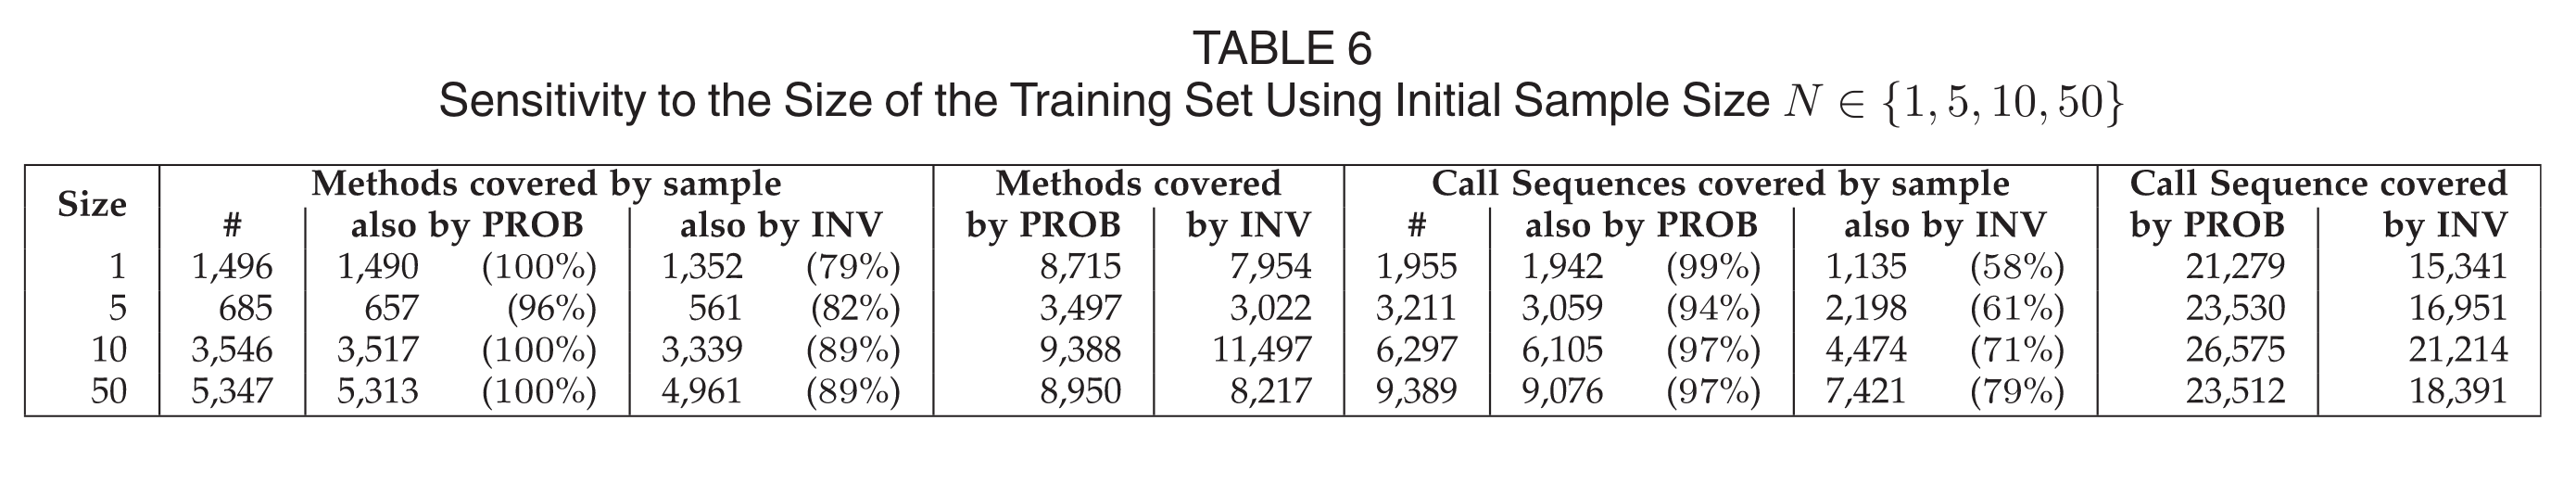 TABLE 6
Sensitivity to the Size of the Training Set Using Initial Sample Size N ∈ {1, 5, 10, 50}
Size Methods covered by sample Methods covered Call Sequences covered by sample Call Sequence covered
# also by PROB also by INV by PROB by INV # also by PROB also by INV by PROB by INV
1 1,496 1,490 (100%) 1,352 (79%) 8,715 7,954 1,955 1,942 (99%) 1,135 (58%) 21,279 15,341
5 685 657 (96%) 561 (82%) 3,497 3,022 3,211 3,059 (94%) 2,198 (61%) 23,530 16,951
10 3,546 3,517 (100%) 3,339 (89%) 9,388 11,497 6,297 6,105 (97%) 4,474 (71%) 26,575 21,214
50 5,347 5,313 (100%) 4,961 (89%) 8,950 8,217 9,389 9,076 (97%) 7,421 (79%) 23,512 18,391